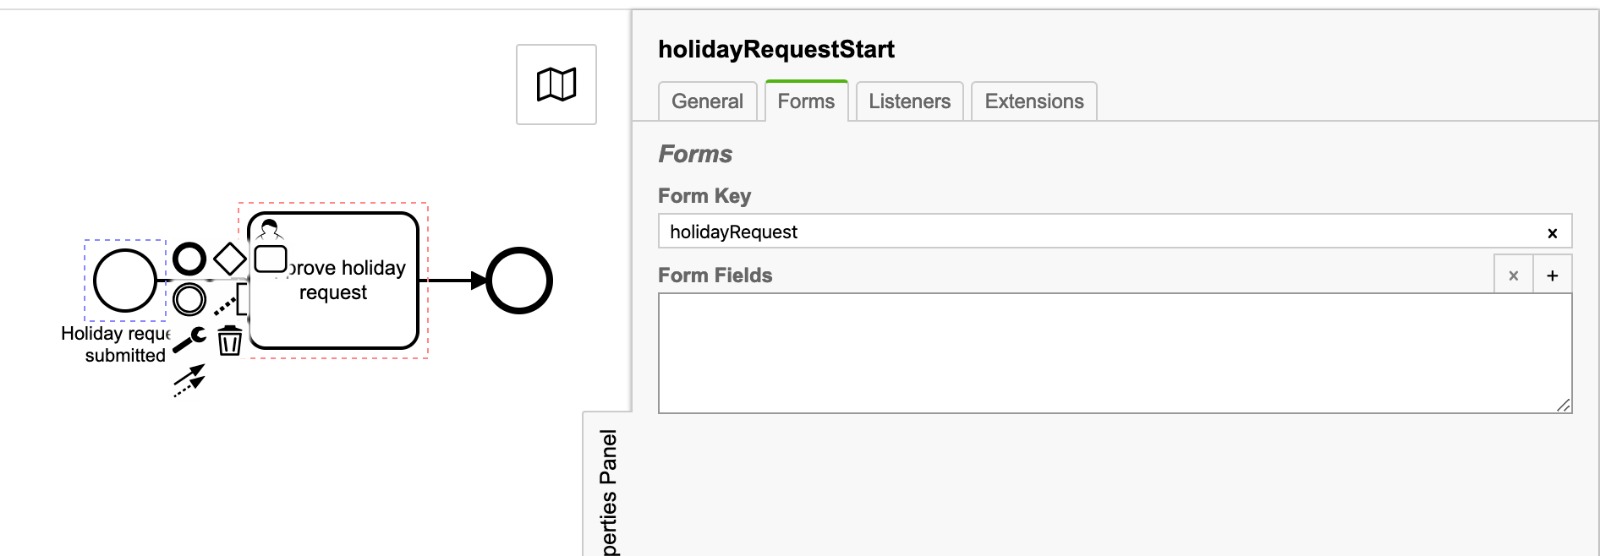 holidayRequestStart
General
Forms
Listeners
Extensions
Forms
Form Key
holidayRequest
x
Form Fields
x
+
prove holiday
request
Holiday reque
submitted
perties Panel